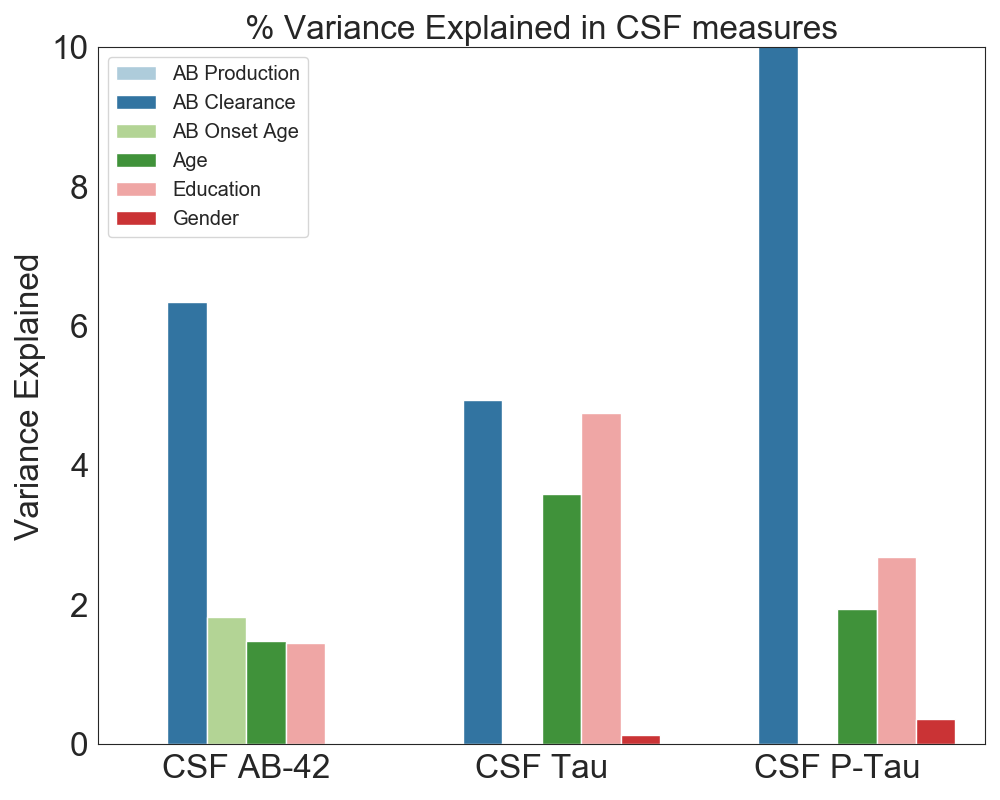 % Variance Explained in CSF measures
10
8
6
4
2
0
Variance Explained
AB Production
AB Clearance
AB Onset Age
Age
Education
Gender
CSF AB-42
CSF Tau
CSF P-Tau